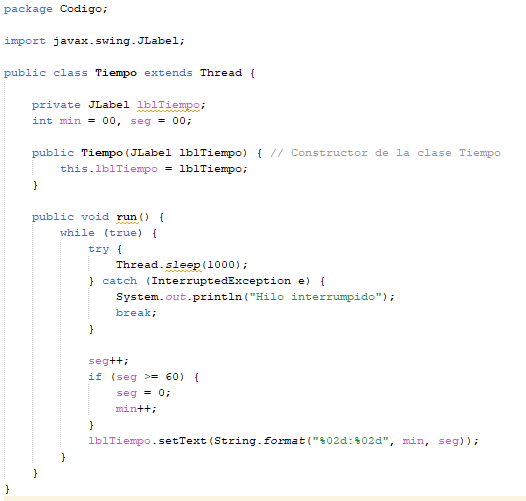 package Codigo;
import javax.swing.JLabel;
public class Tiempo extends Thread {
private JLabel lblTiempo;
int min = 00, seg = 00;
public Tiempo(JLabel lblTiempo) { // Constructor de la clase Tiempo
this.lblTiempo = lblTiempo;
}
public void run() {
while (true) {
try {
Thread.sleep(1000);
} catch (InterruptedException e) {
System.out.println("Hilo interrumpido");
break;
}
seg++;
if (seg >= 60) {
seg = 0;
min++;
}
lblTiempo.setText(String.format("%02d:%02d", min, seg));
}
}
}